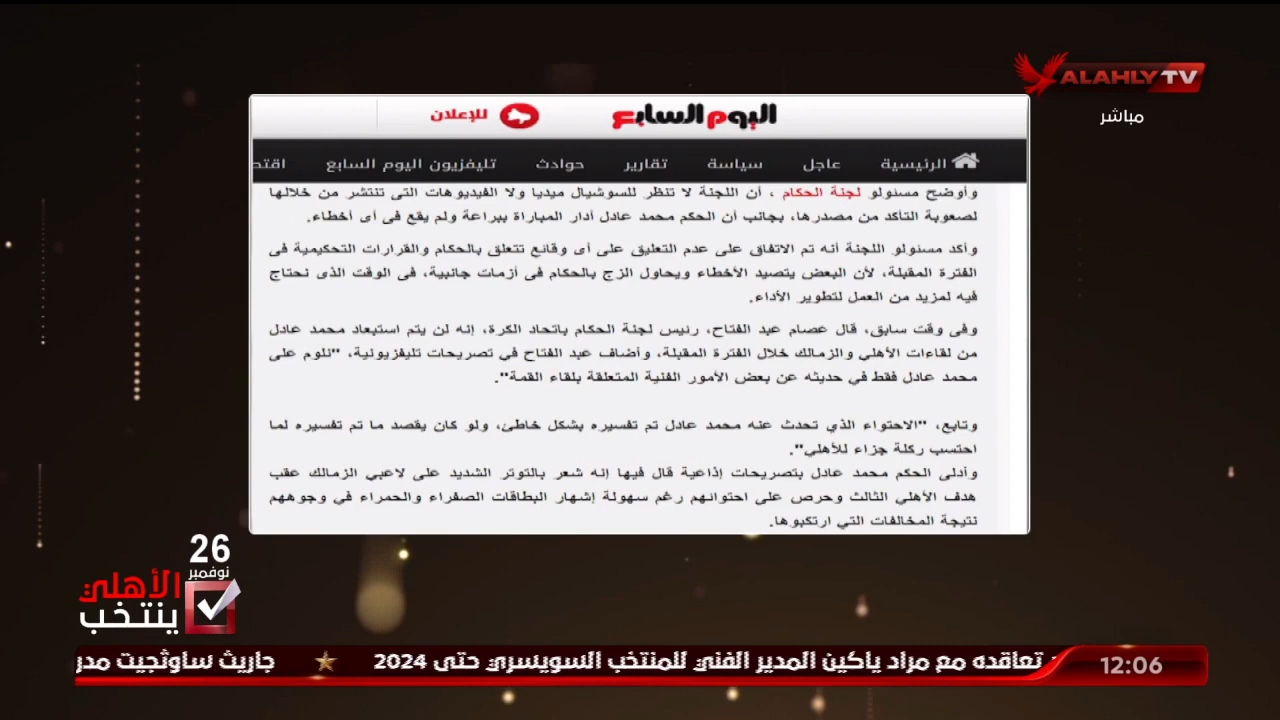 ALAHLY TV
مباشر
اليوم السابع
للإعلان
الرئيسية عاجل سياسة تقارير حوادث تليفزيون اليوم السابع اقتص
وأوضح مسئولو لجنة الحكام ، أن اللجنة لا تنظر للسوشيال ميديا ولا الفيديوهات التى تنتشر من خلالها
لصعوبة التأكد من مصدرها، بجانب أن الحكم محمد عادل أدار المباراة ببراعة ولم يقع فى أى أخطاء.
وأكد مسئولو اللجنة أنه تم الاتفاق على عدم التعليق على أى وقائع تتعلق بالحكام والقرارات التحكيمية فى
الفترة المقبلة، لأن البعض يتصيد الأخطاء ويحاول الزج بالحكام فى أزمات جانبية، فى الوقت الذى نحتاج
فيه لمزيد من العمل لتطوير الأداء.
وفى وقت سابق، قال عصام عبد الفتاح، رئيس لجنة الحكام باتحاد الكرة، إنه لن يتم استبعاد محمد عادل
من لقاءات الأهلي والزمالك خلال الفترة المقبلة، وأضاف عبد الفتاح في تصريحات تليفزيونية، "نلوم على
محمد عادل فقط في حديثه عن بعض الأمور الفنية المتعلقة بلقاء القمة".
وتابع، "الاحتواء الذي تحدث عنه محمد عادل تم تفسيره بشكل خاطئ، ولو كان يقصد ما تم تفسيره لما
احتسب ركلة جزاء للأهلي".
وأدلى الحكم محمد عادل بتصريحات إذاعية قال فيها إنه شعر بالتوتر الشديد على لاعبي الزمالك عقب
هدف الأهلي الثالث وحرص على احتوائهم رغم سهولة إشهار البطاقات الصفراء والحمراء في وجوههم
نتيجة المخالفات التي ارتكبوها.
26
نوفمبر
الأهلي
ينتخب
تعاقده مع مراد ياكين المدير الفني للمنتخب السويسري حتى 2024 جاريث ساوثجيت مدر
12:06